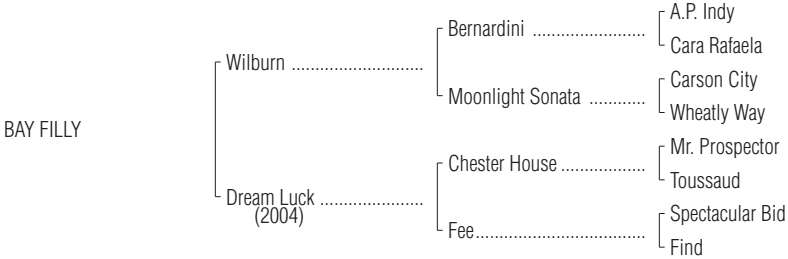 A.P. Indy
Bernardini ........................
Cara Rafaela
Wilburn ............................
Carson City
Moonlight Sonata ............
Wheatly Way
BAY FILLY
Mr. Prospector
Chester House ..................
Toussaud
Dream Luck ......................
(2004)
Spectacular Bid
Fee....................................
Find